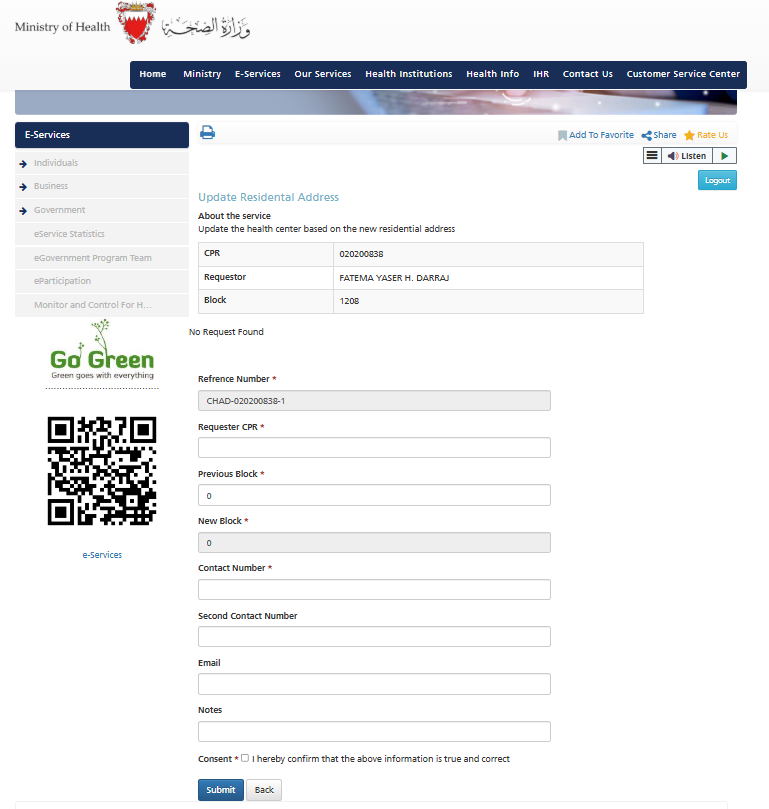 Ministry of Health
وزارة الصحة
Home Ministry E-Services Our Services Health Institutions Health Info IHR Contact Us Customer Service Center
E-Services
Individuals
Business
Government
eService Statistics
eGovernment Program Team
eParticipation
Monitor and Control For H...
Go Green
Green goes with everything
e-Services
Add To Favorite Share Rate Us
Listen
Logout
Update Residental Address
About the service
Update the health center based on the new residential address
CPR 020200838
Requestor FATEMA YASER H. DARRAJ
Block 1208
No Request Found
Refrence Number *
CHAD-020200838-1
Requester CPR *
Previous Block *
0
New Block *
0
Contact Number *
Second Contact Number
Email
Notes
Consent * I hereby confirm that the above information is true and correct
Submit Back